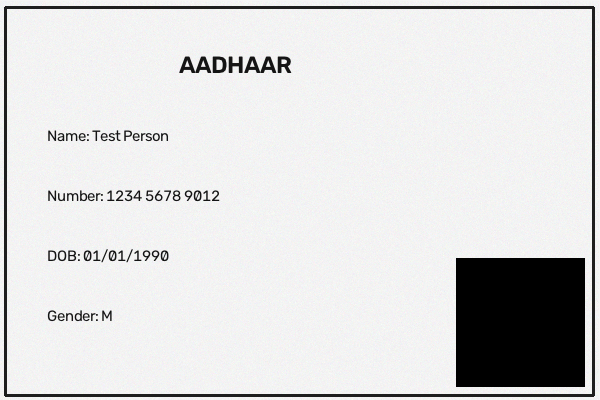 AADHAAR
Name: Test Person
Number: 1234 5678 9012
DOB: 01/01/1990
Gender: M